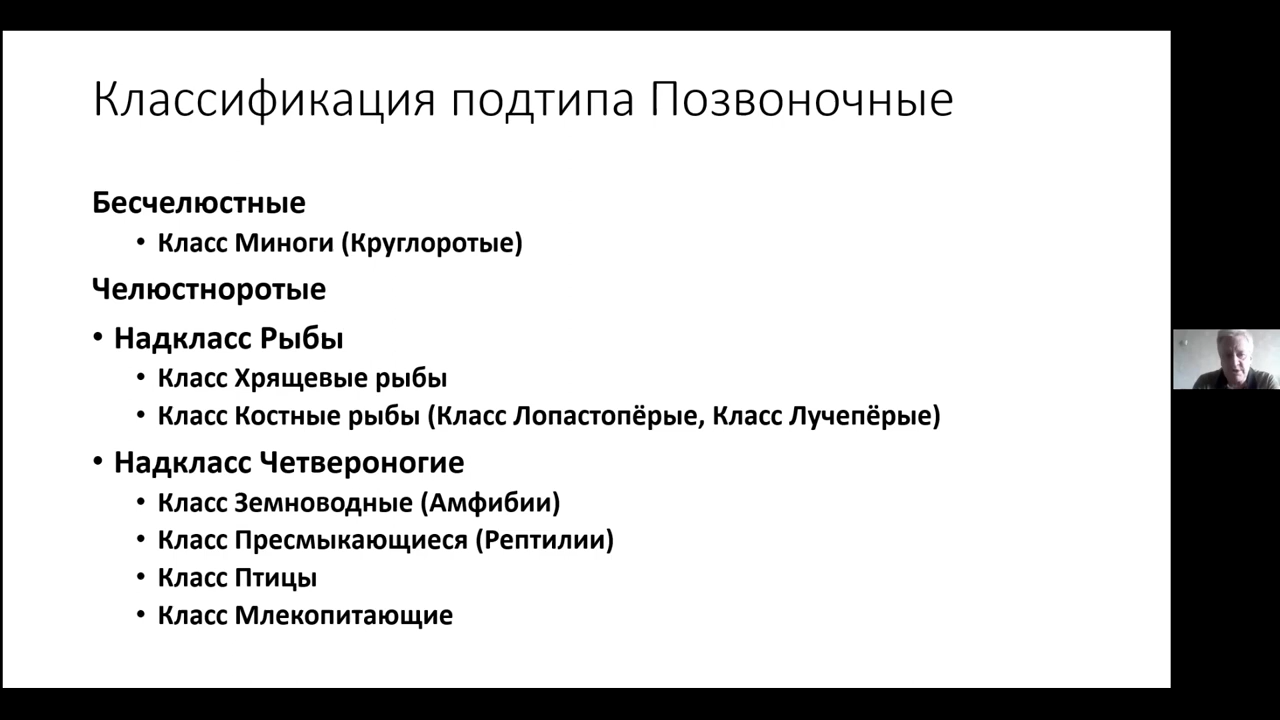 Классификация подтипа Позвоночные
Бесчелюстные
• Класс Миноги (Круглоротые)
Челюстноротые
• Надкласс Рыбы
• Класс Хрящевые рыбы
• Класс Костные рыбы (Класс Лопастопёрые, Класс Лучепёрые)
• Надкласс Четвероногие
• Класс Земноводные (Амфибии)
• Класс Пресмыкающиеся (Рептилии)
• Класс Птицы
• Класс Млекопитающие